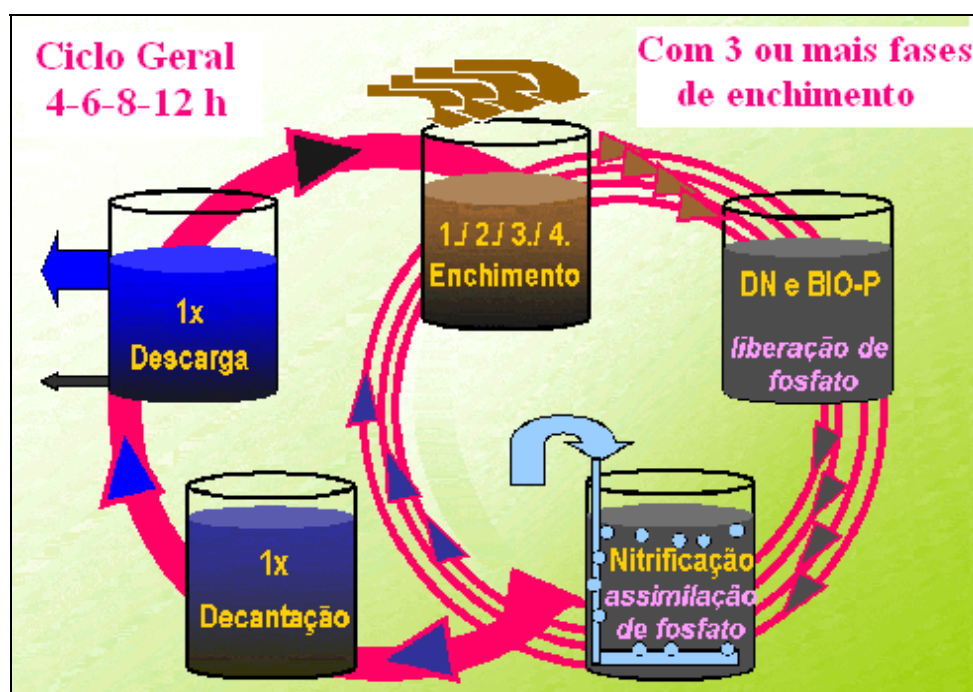 Ciclo Geral
4-6-8-12 h
Com 3 ou mais fases
de enchimento
1./ 2./ 3./ 4.
Enchimento
DN e BIO-P
liberação de
fosfato
Nitrificação
assimilação
de fosfato
1x
Decantação
1x
Descarga